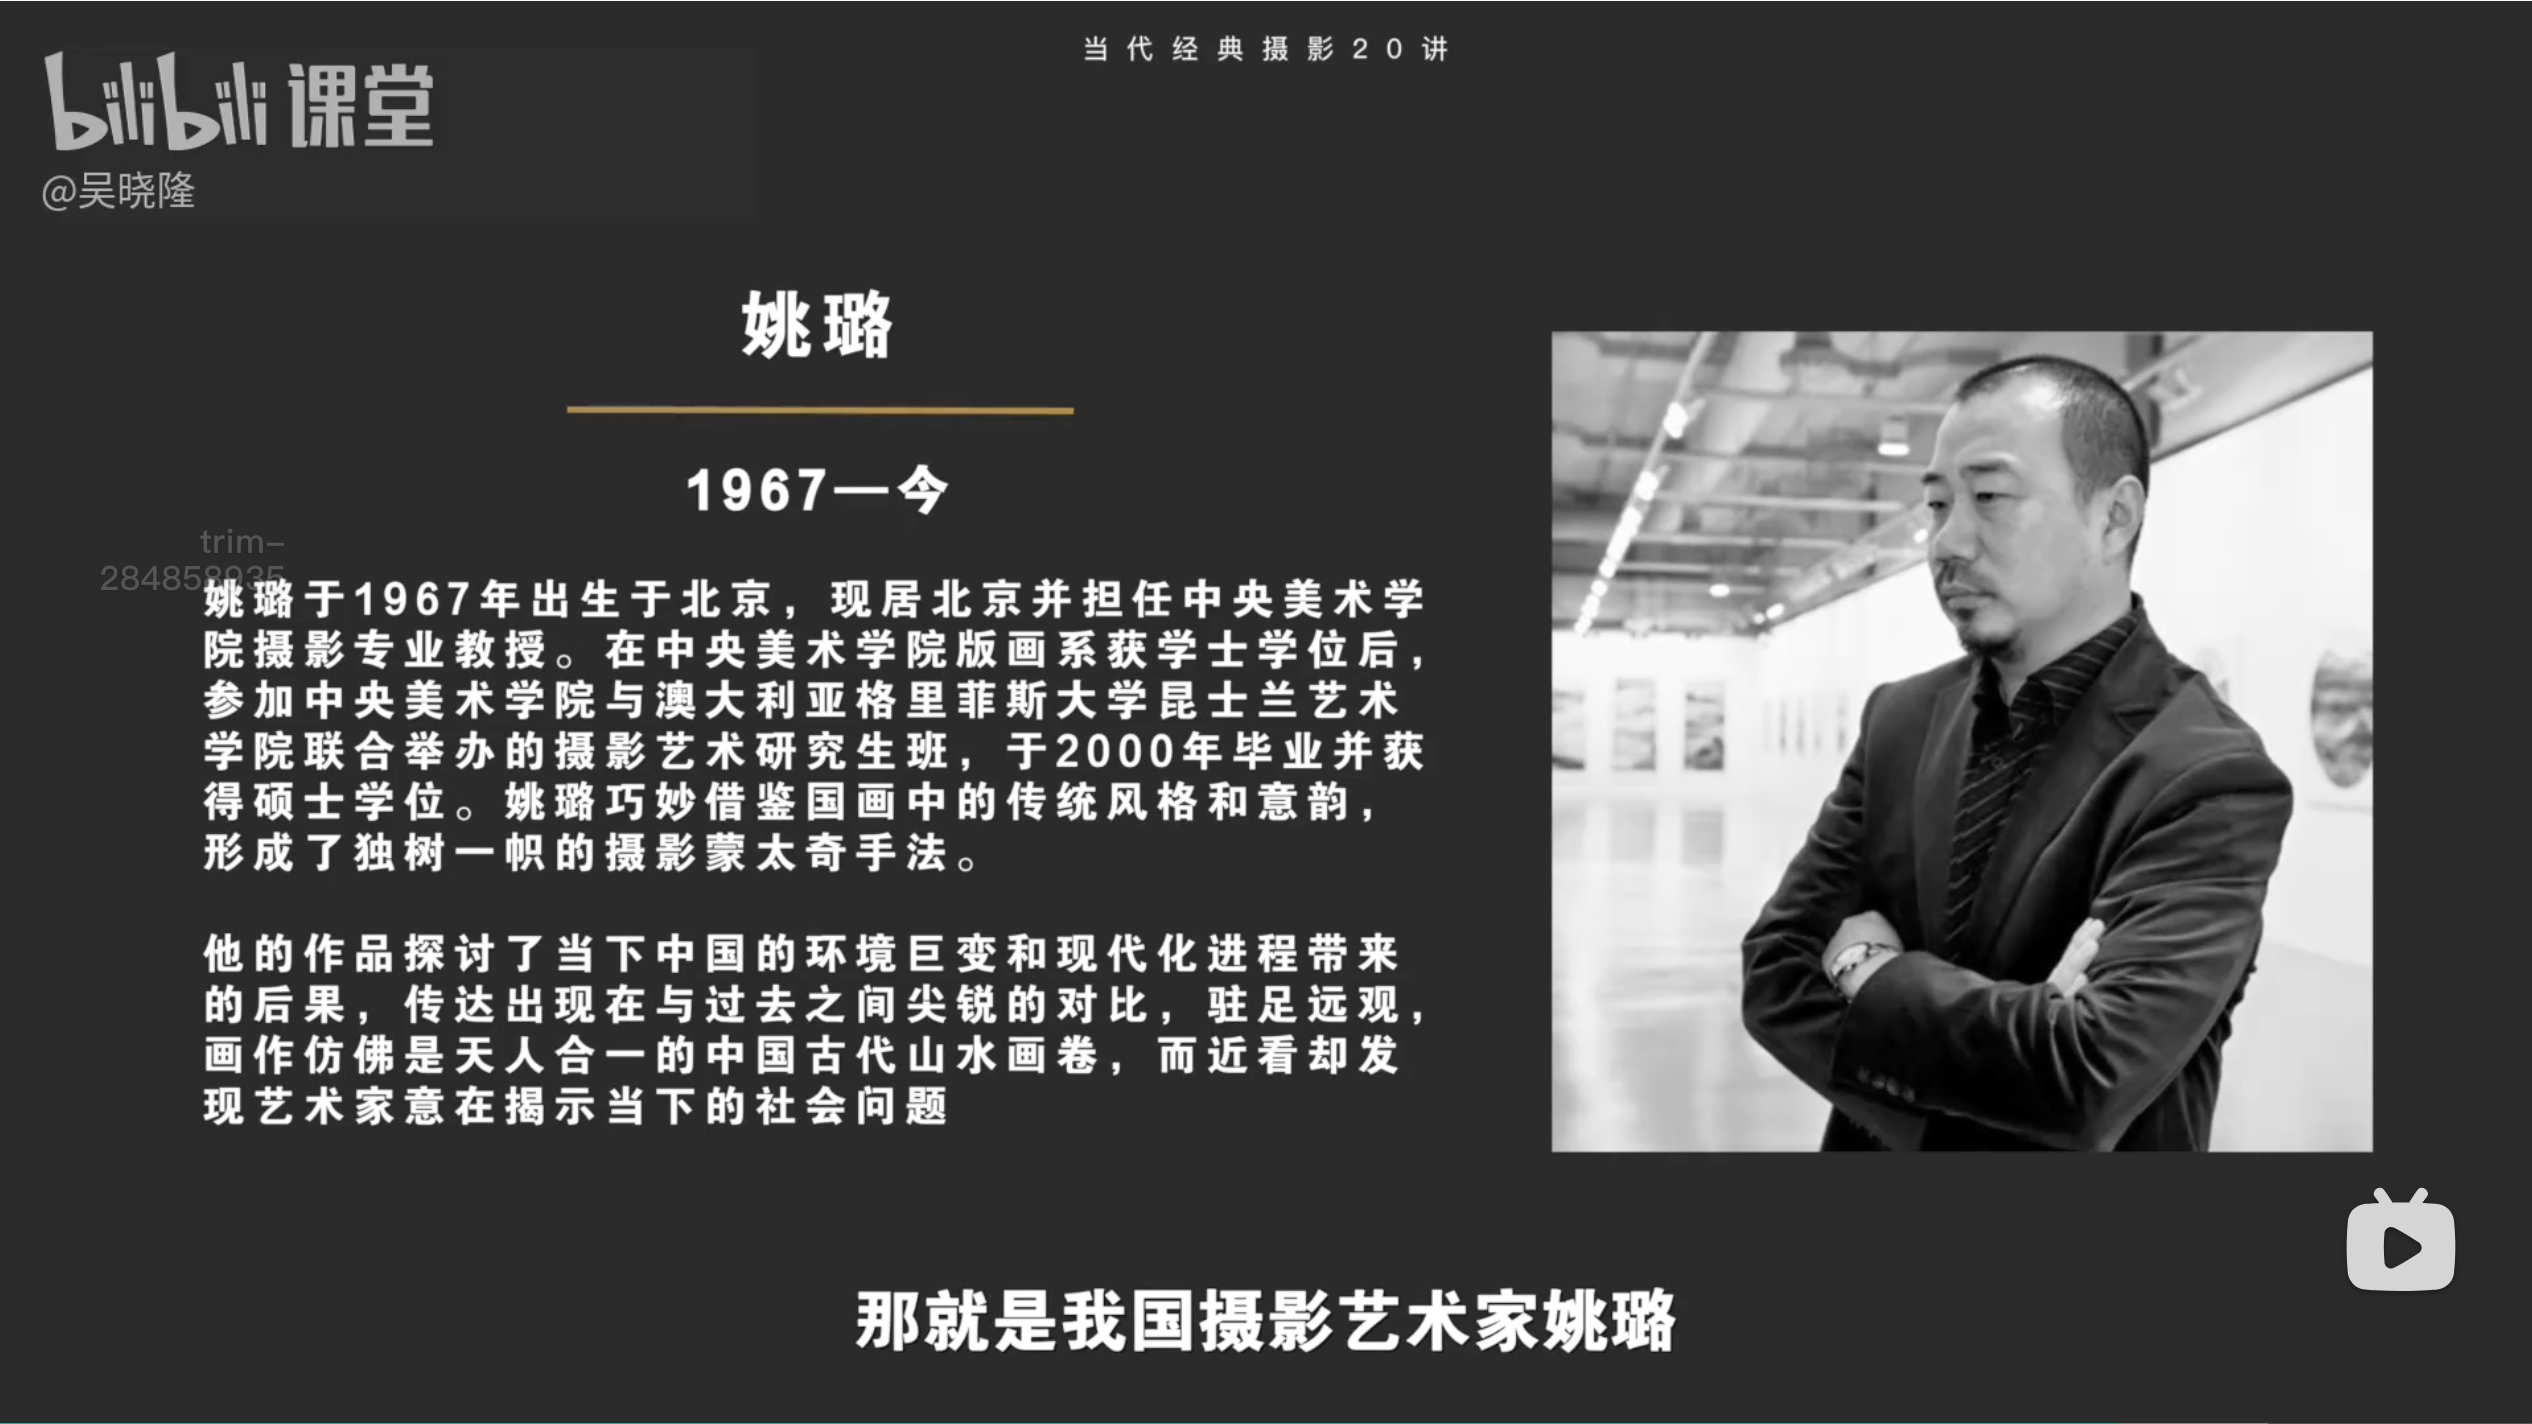 当代经典摄影20讲
bilibili 课堂
@吴晓隆
姚璐
1967—今
trim-
284858935
姚璐于1967年出生于北京，现居北京并担任中央美术学
院摄影专业教授。在中央美术学院版画系获学士学位后，
参加中央美术学院与澳大利亚格里菲斯大学昆士兰艺术
学院联合举办的摄影艺术研究生班，于2000年毕业并获
得硕士学位。姚璐巧妙借鉴国画中的传统风格和意韵，
形成了独树一帜的摄影蒙太奇手法。
他的作品探讨了当下中国的环境巨变和现代化进程带来
的后果，传达出现在与过去之间尖锐的对比，驻足远观，
画作仿佛是天人合一的中国古代山水画卷，而近看却发
现艺术家意在揭示当下的社会问题
那就是我国摄影艺术家姚璐